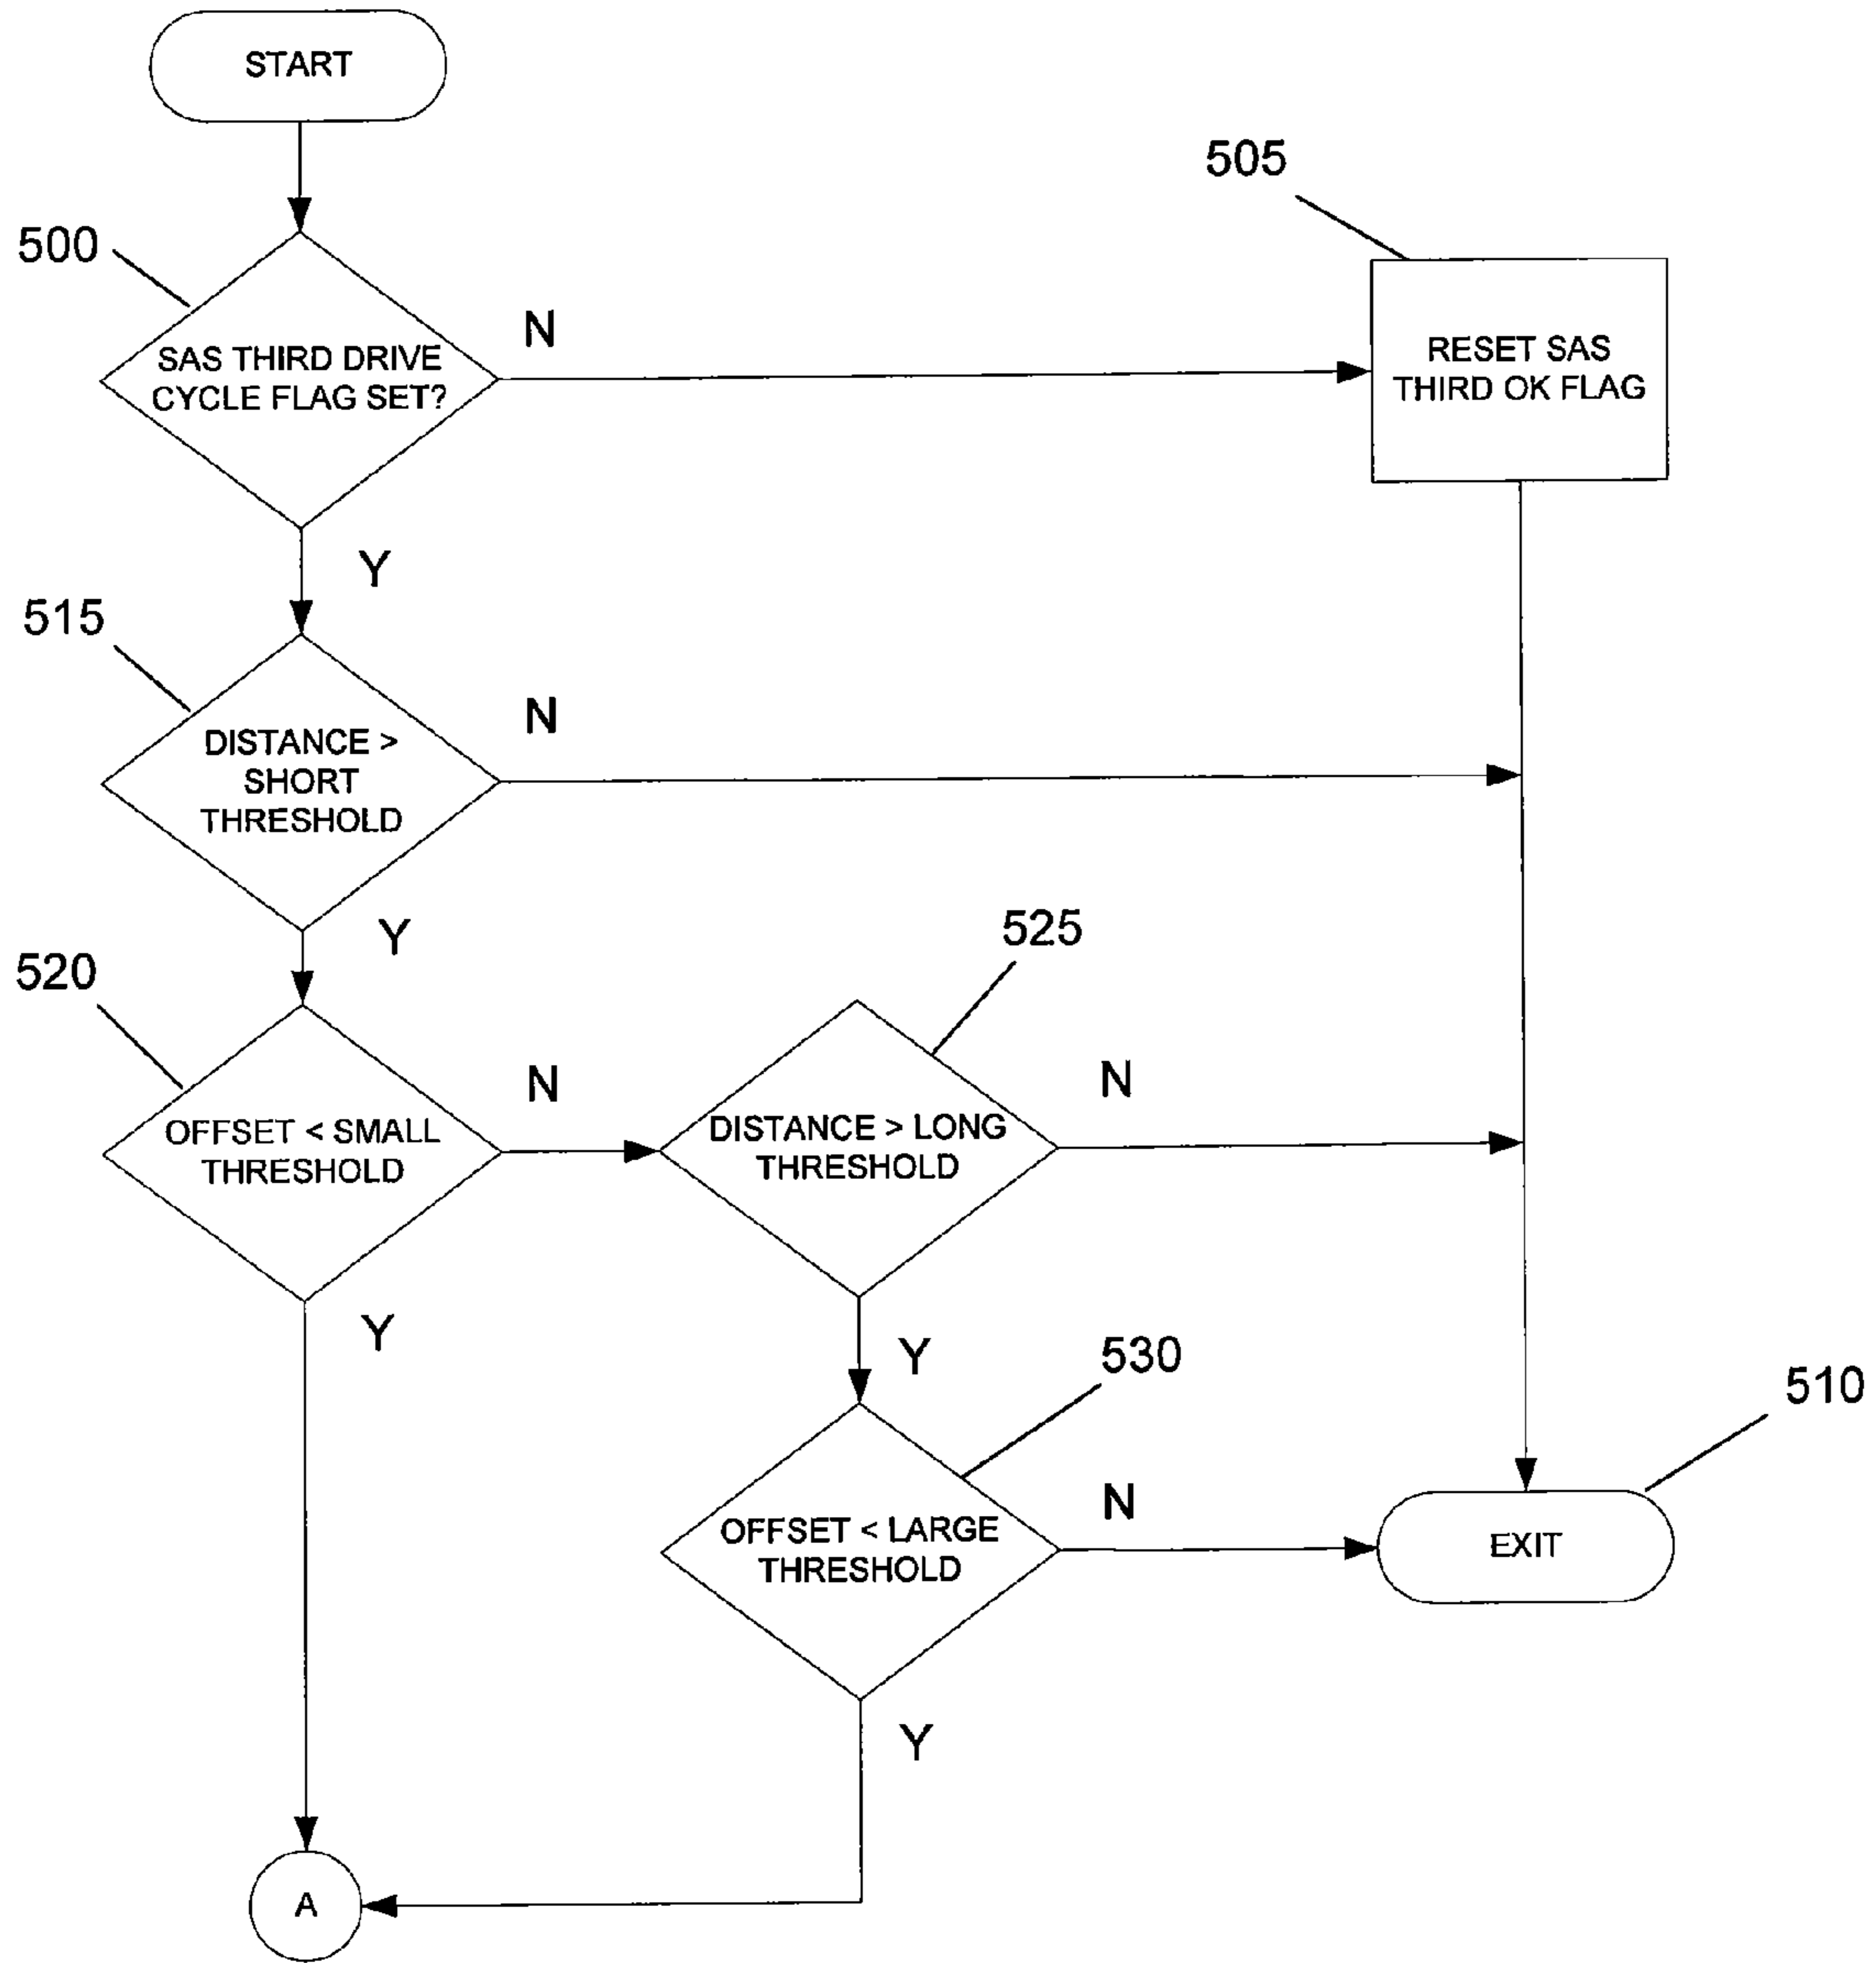 START
505
500
N
SAS THIRD DRIVE
CYCLE FLAG SET?
RESET SAS
THIRD OK FLAG
Y
515
N
DISTANCE >
SHORT
THRESHOLD
Y
525
520
N
N
OFFSET < SMALL
THRESHOLD
DISTANCE > LONG
THRESHOLD
Y
Y
530
510
N
OFFSET < LARGE
THRESHOLD
EXIT
Y
A